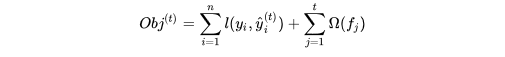 $Obj^{(t)} = \sum_{i=1}^{n} l(y_i, \hat{y}_i^{(t)}) + \sum_{j=1}^{t} \Omega(f_j)$